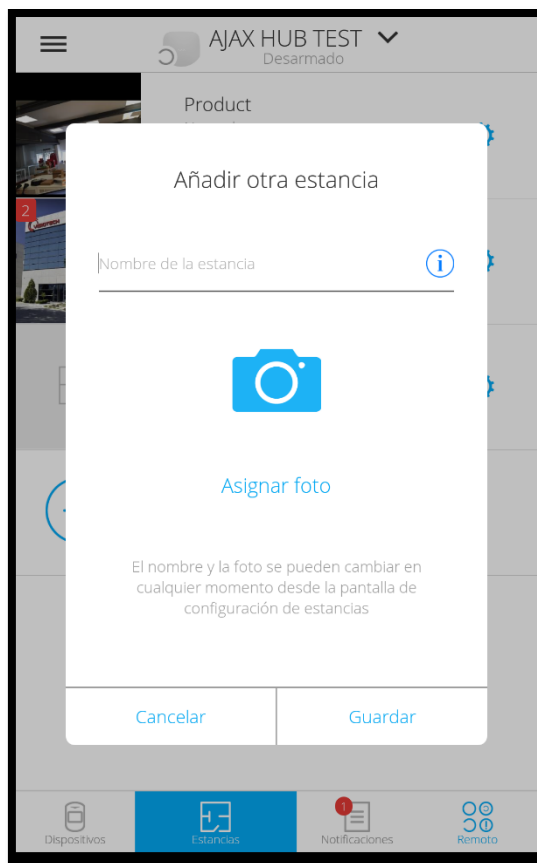 AJAX HUB TEST
Desarmado
Product
2
Añadir otra estancia
Nombre de la estancia
i
Asignar foto
El nombre y la foto se pueden cambiar en
cualquier momento desde la pantalla de
configuración de estancias
Cancelar
Guardar
1
Dispositivos
Estancias
Notificaciones
Remoto